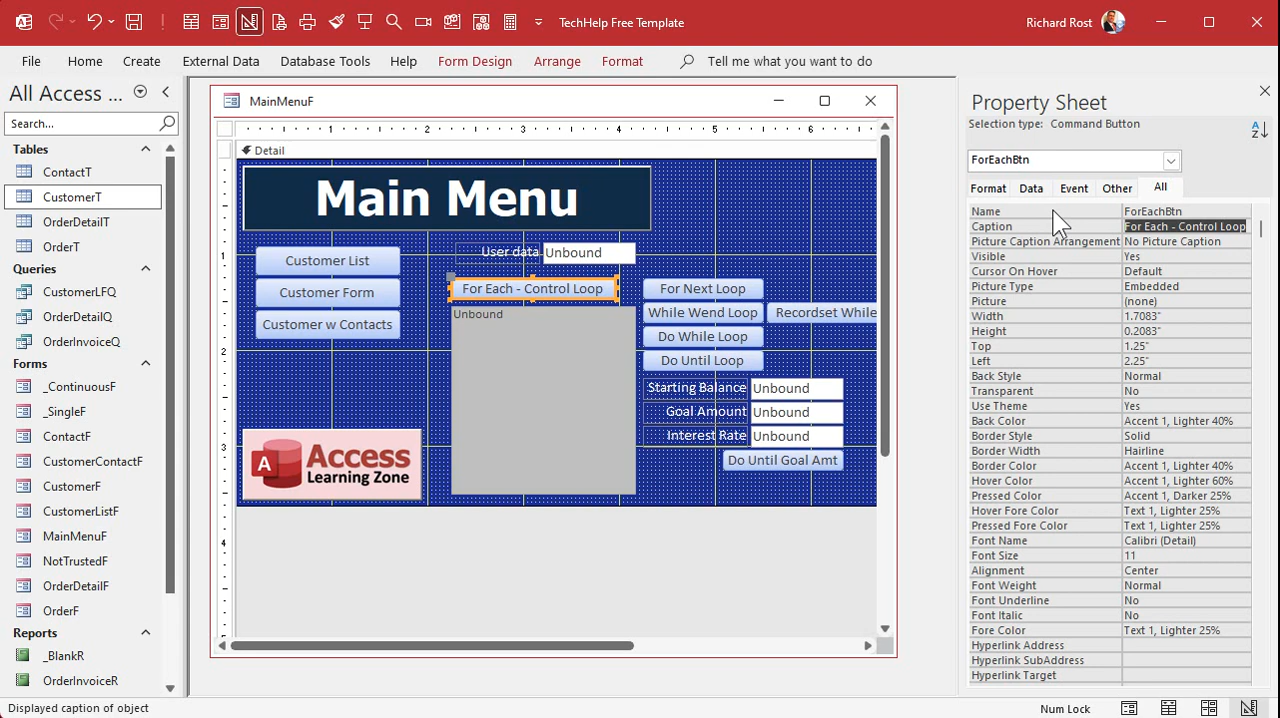 TechHelp Free Template
Richard Rost
File Home Create External Data Database Tools Help Form Design Arrange Format Tell me what you want to do
All Access ...
Search...
Tables
ContactT
CustomerT
OrderDetailT
OrderT
Queries
CustomerLFQ
OrderDetailQ
OrderInvoiceQ
Forms
_ContinuousF
_SingleF
ContactF
CustomerContactF
CustomerF
CustomerListF
MainMenuF
NotTrustedF
OrderDetailF
OrderF
Reports
_BlankR
OrderInvoiceR
MainMenuF
1 2 3 4 5 6
Detail
1
2
3
4
Main Menu
Customer List
Customer Form
Customer w Contacts
A Access
Learning Zone
User data Unbound
For Each - Control Loop
Unbound
For Next Loop
While Wend Loop Recordset While
Do While Loop
Do Until Loop
Starting Balance Unbound
Goal Amount Unbound
Interest Rate Unbound
Do Until Goal Amt
Property Sheet
Selection type: Command Button
ForEachBtn
Format Data Event Other All
Name ForEachBtn
Caption For Each - Control Loop
Picture Caption Arrangement No Picture Caption
Visible Yes
Cursor On Hover Default
Picture Type Embedded
Picture (none)
Width 1.7083"
Height 0.2083"
Top 1.25"
Left 2.25"
Back Style Normal
Transparent No
Use Theme Yes
Back Color Accent 1, Lighter 40%
Border Style Solid
Border Width Hairline
Border Color Accent 1, Lighter 40%
Hover Color Accent 1, Lighter 60%
Pressed Color Accent 1, Darker 25%
Hover Fore Color Text 1, Lighter 25%
Pressed Fore Color Text 1, Lighter 25%
Font Name Calibri (Detail)
Font Size 11
Alignment Center
Font Weight Normal
Font Underline No
Font Italic No
Fore Color Text 1, Lighter 25%
Hyperlink Address
Hyperlink SubAddress
Hyperlink Target
Displayed caption of object
Num Lock